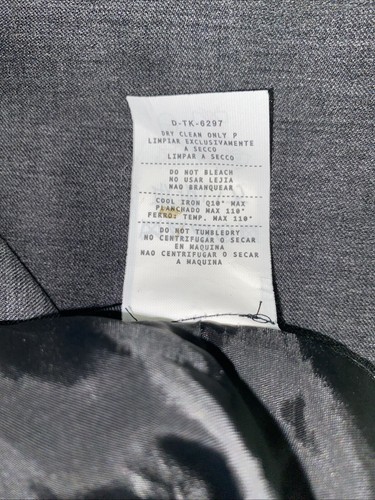 D-TK-6297
DRY CLEAN ONLY P
LIMPIAR EXCLUSIVAMENTE
A SECCO
LIMPAR A SECCO
DO NOT BLEACH
NO USAR LEJIA
NAO BRANQUEAR
COOL IRON Q10° MAX
PLANCHADO MAX 110°
FERRO: TEMP. MAX 110°
DO NOT TUMBLEDRY
NO CENTRIFUGAR O SECAR
EN MAQUINA
NAO CENTRIFUGAR O SECAR
A MAQUINA